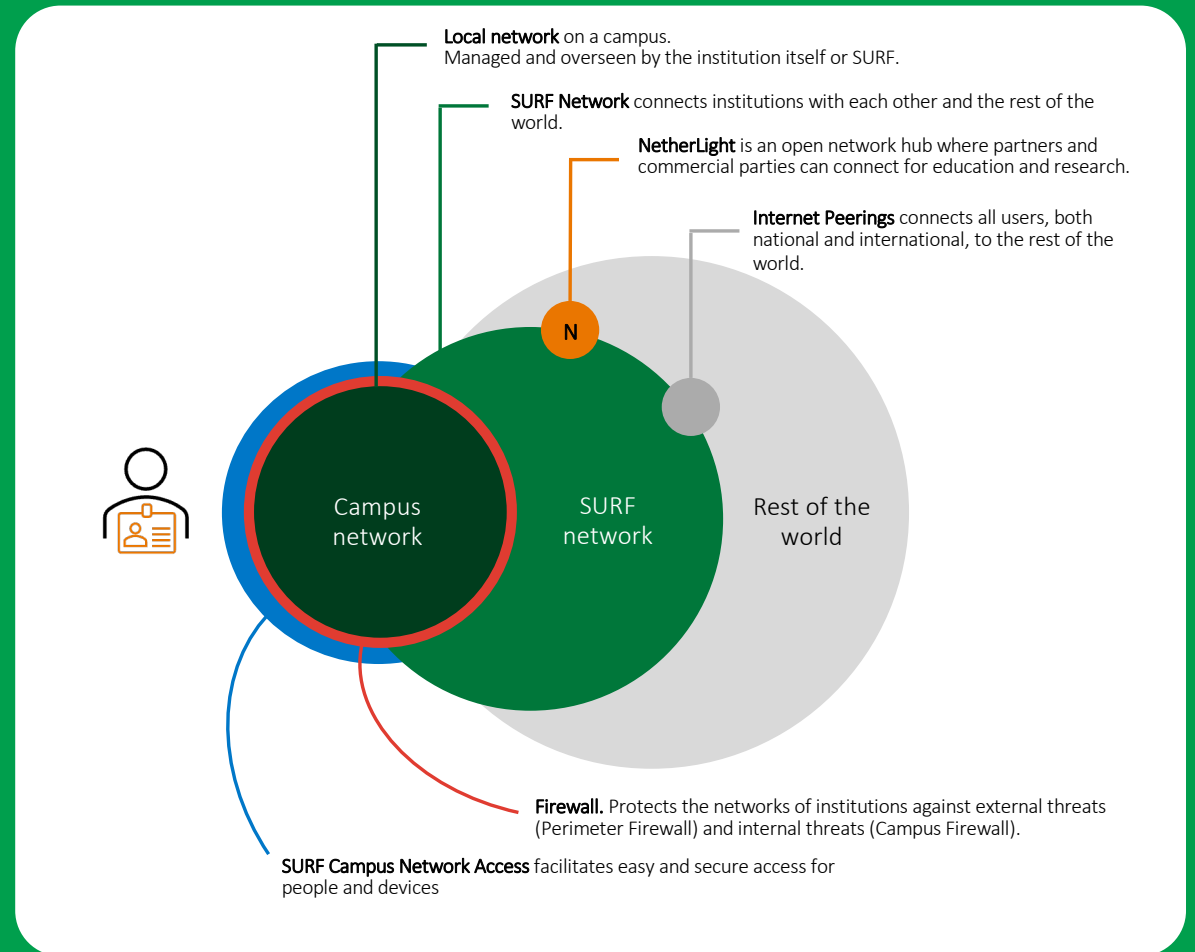 Local network on a campus.
Managed and overseen by the institution itself or SURF.
SURF Network connects institutions with each other and the rest of the
world.
NetherLight is an open network hub where partners and
commercial parties can connect for education and research.
Internet Peerings connects all users, both
national and international, to the rest of the
world.
N
Campus
network
SURF
network
Rest of the
world
Firewall. Protects the networks of institutions against external threats
(Perimeter Firewall) and internal threats (Campus Firewall).
SURF Campus Network Access facilitates easy and secure access for
people and devices